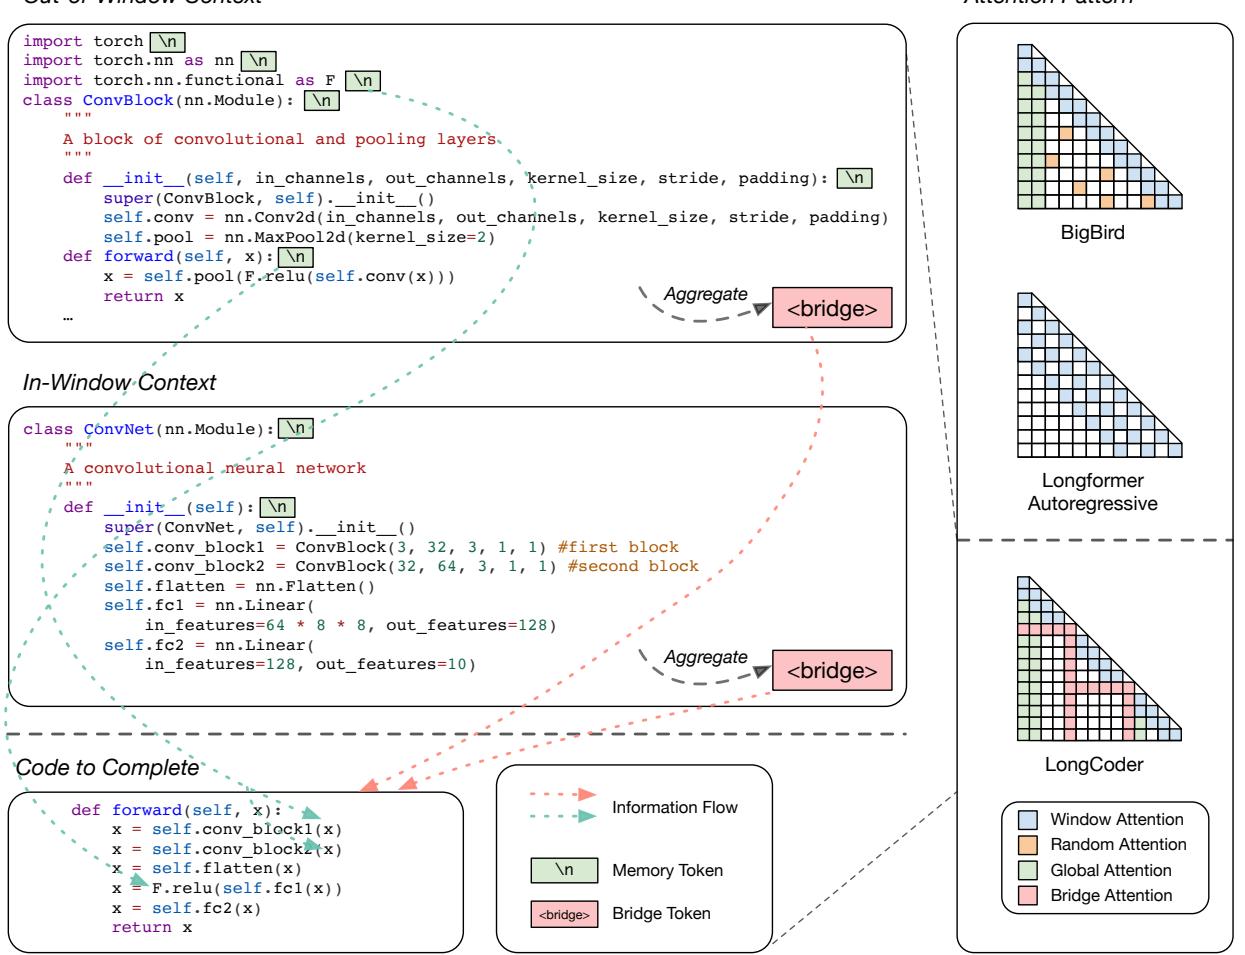 Out-of-Window Context
import torch \n
import torch.nn as nn \n
import torch.nn.functional as F \n
class ConvBlock(nn.Module): \n
"""
A block of convolutional and pooling layers
"""
def __init__(self, in_channels, out_channels, kernel_size, stride, padding): \n
super(ConvBlock, self).__init__()
self.conv = nn.Conv2d(in_channels, out_channels, kernel_size, stride, padding)
self.pool = nn.MaxPool2d(kernel_size=2)
def forward(self, x): \n
x = self.pool(F.relu(self.conv(x)))
return x
…
Aggregate
<bridge>
In-Window Context
class ConvNet(nn.Module): \n
"""
A convolutional neural network
"""
def __init__(self): \n
super(ConvNet, self).__init__()
self.conv_block1 = ConvBlock(3, 32, 3, 1, 1) #first block
self.conv_block2 = ConvBlock(32, 64, 3, 1, 1) #second block
self.flatten = nn.Flatten()
self.fc1 = nn.Linear(
in_features=64 * 8 * 8, out_features=128)
self.fc2 = nn.Linear(
in_features=128, out_features=10)
Aggregate
<bridge>
Code to Complete
def forward(self, x):
x = self.conv_block1(x)
x = self.conv_block2(x)
x = self.flatten(x)
x = F.relu(self.fc1(x))
x = self.fc2(x)
return x
Information Flow
\n Memory Token
<bridge> Bridge Token
Attention Pattern
BigBird
Longformer
Autoregressive
LongCoder
Window Attention
Random Attention
Global Attention
Bridge Attention